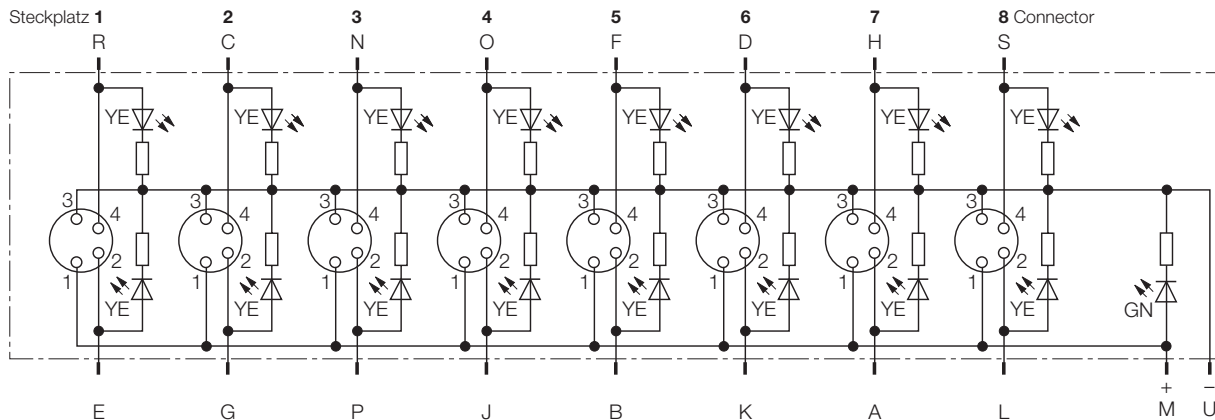 Steckplatz 1 2 3 4 5 6 7 8 Connector
R C N O F D H S
YE YE YE YE YE YE YE YE
3 3 3 3 3 3 3 3
4 4 4 4 4 4 4 4
1 2 1 2 1 2 1 2 1 2 1 2 1 2 1 2
YE YE YE YE YE YE YE YE GN
+ −
E G P J B K A L M U